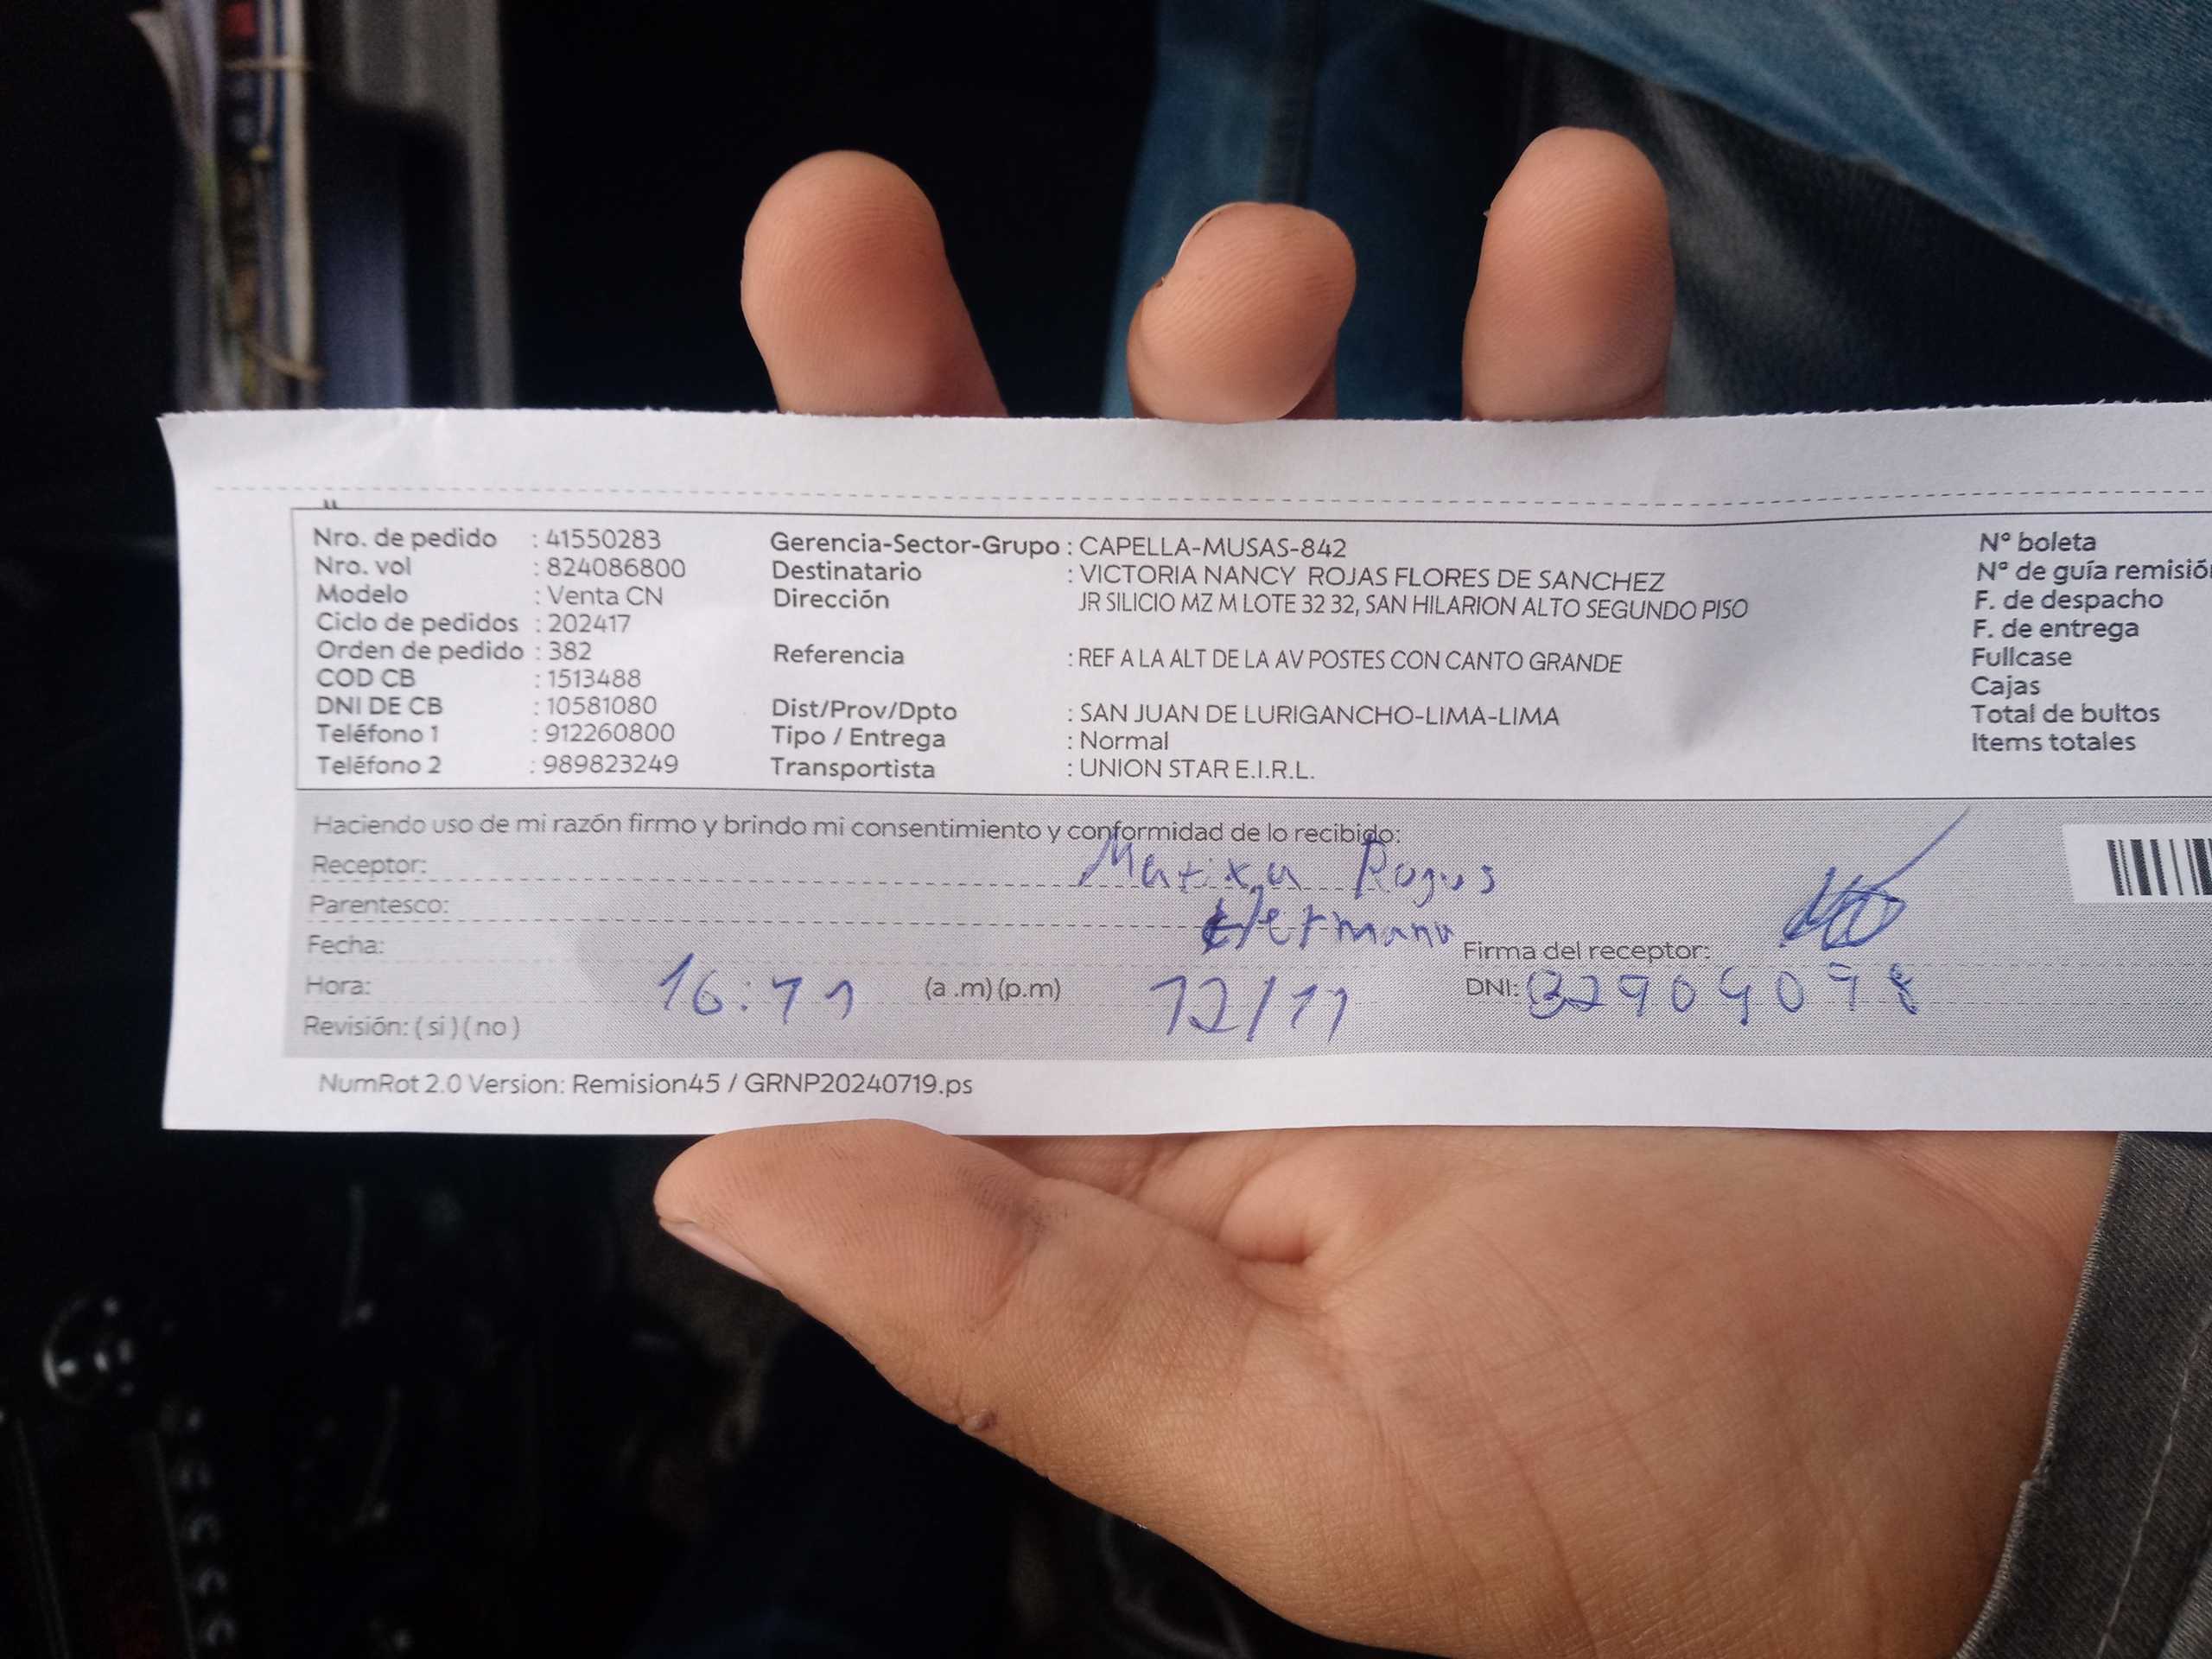 Nro. de pedido : 41550283
Nro. vol : 824086800
Modelo : Venta CN
Ciclo de pedidos : 202417
Orden de pedido : 382
COD CB : 1513488
DNI DE CB : 10581080
Teléfono 1 : 912260800
Teléfono 2 : 989823249
Gerencia-Sector-Grupo : CAPELLA-MUSAS-842
Destinatario : VICTORIA NANCY ROJAS FLORES DE SANCHEZ
Dirección JR SILICIO MZ M LOTE 32 32, SAN HILARION ALTO SEGUNDO PISO
Referencia : REF A LA ALT DE LA AV POSTES CON CANTO GRANDE
Dist/Prov/Dpto : SAN JUAN DE LURIGANCHO-LIMA-LIMA
Tipo / Entrega : Normal
Transportista : UNION STAR E.I.R.L.
N° boleta
N° de guía remisió
F. de despacho
F. de entrega
Fullcase
Cajas
Total de bultos
Items totales
Haciendo uso de mi razón firmo y brindo mi consentimiento y conformidad de lo recibido:
Receptor:
Parentesco: Hermana
Fecha: Firma del receptor:
Hora: 16:11 (a .m) (p.m) 12/11 DNI:
Revisión: ( si ) ( no )
NumRot 2.0 Version: Remision45 / GRNP20240719.ps